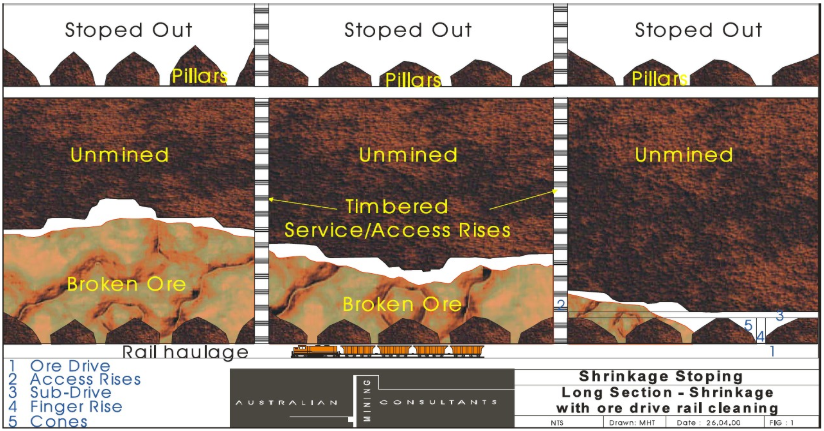 Stoped Out
Stoped Out
Stoped Out
Pillars
Pillars
Pillars
Unmined
Unmined
Unmined
Timbered
Service/Access Rises
Broken Ore
Broken Ore
2
3
5
4
1
Rail haulage
1 Ore Drive
2 Access Rises
3 Sub-Drive
4 Finger Rise
5 Cones
AUSTRALIAN MINING CONSULTANTS
Shrinkage Stoping
Long Section - Shrinkage
with ore drive rail cleaning
NTS Drawn: MHT Date : 26.04.00 FIG : 1